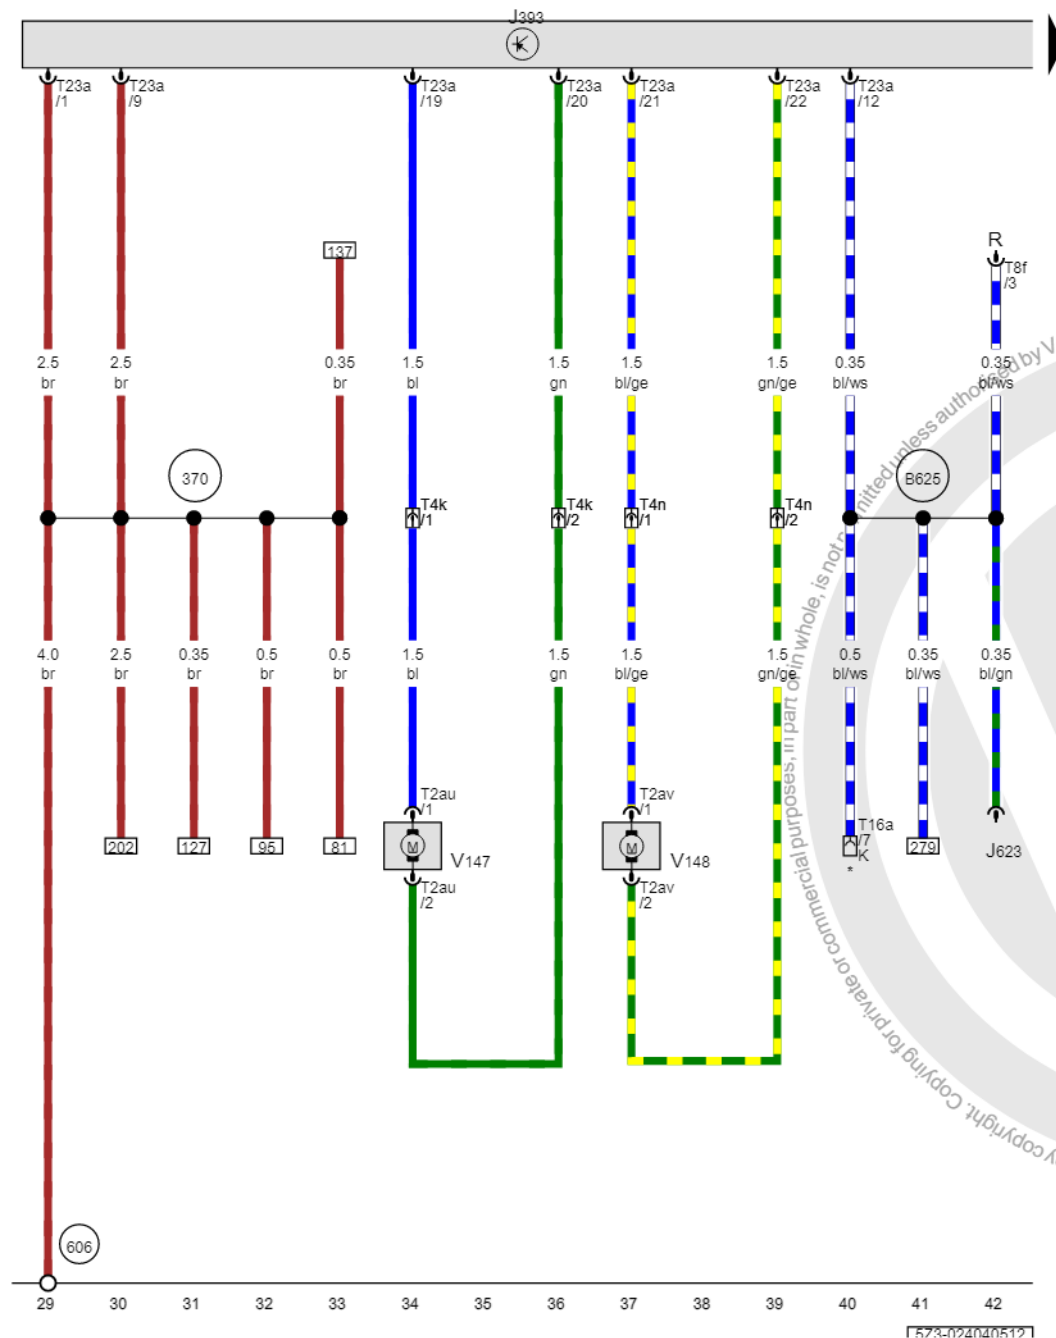 J393
T23a
/1
T23a
/9
T23a
/19
T23a
/20
T23a
/21
T23a
/22
T23a
/12
137
R
T8f
/3
2.5
br
2.5
br
0.35
br
1.5
bl
1.5
gn
1.5
bl/ge
1.5
gn/ge
0.35
bl/ws
0.35
bl/ws
370
B625
T4k
/1
T4k
/2
T4n
/1
T4n
/2
4.0
br
2.5
br
0.35
br
0.5
br
0.5
br
1.5
bl
1.5
gn
1.5
bl/ge
1.5
gn/ge
0.5
bl/ws
0.35
bl/ws
0.35
bl/gn
T2au
/1
T2av
/1
M
V147
M
V148
T2au
/2
T2av
/2
202
127
95
81
T16a
/7
K
*
279
J623
606
29 30 31 32 33 34 35 36 37 38 39 40 41 42
573-024040512
commercial purposes, in part or in whole, is not permitted unless authorised by V
by copyright. Copying for private or